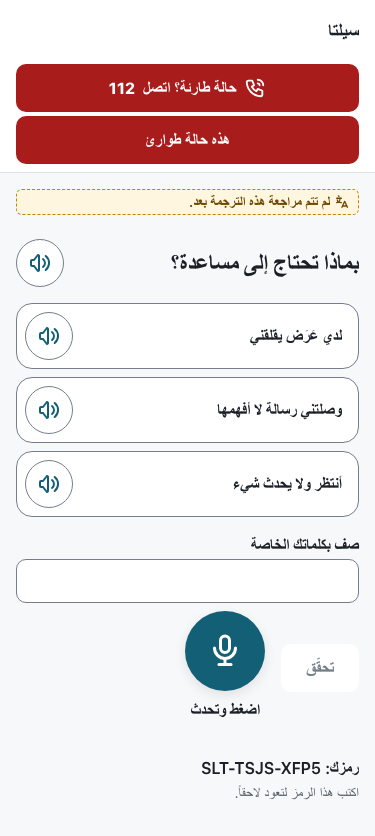 سيلتا
حالة طارئة؟ اتصل 112
هذه حالة طوارئ
لم تتم مراجعة هذه الترجمة بعد.
بماذا تحتاج إلى مساعدة؟
لدي عَرَض يقلقني
وصلتني رسالة لا أفهمها
أنتظر ولا يحدث شيء
صف بكلماتك الخاصة
تحقّق
اضغط وتحدث
رمزك: SLT-TSJS-XFP5
اكتب هذا الرمز لتعود لاحقاً.